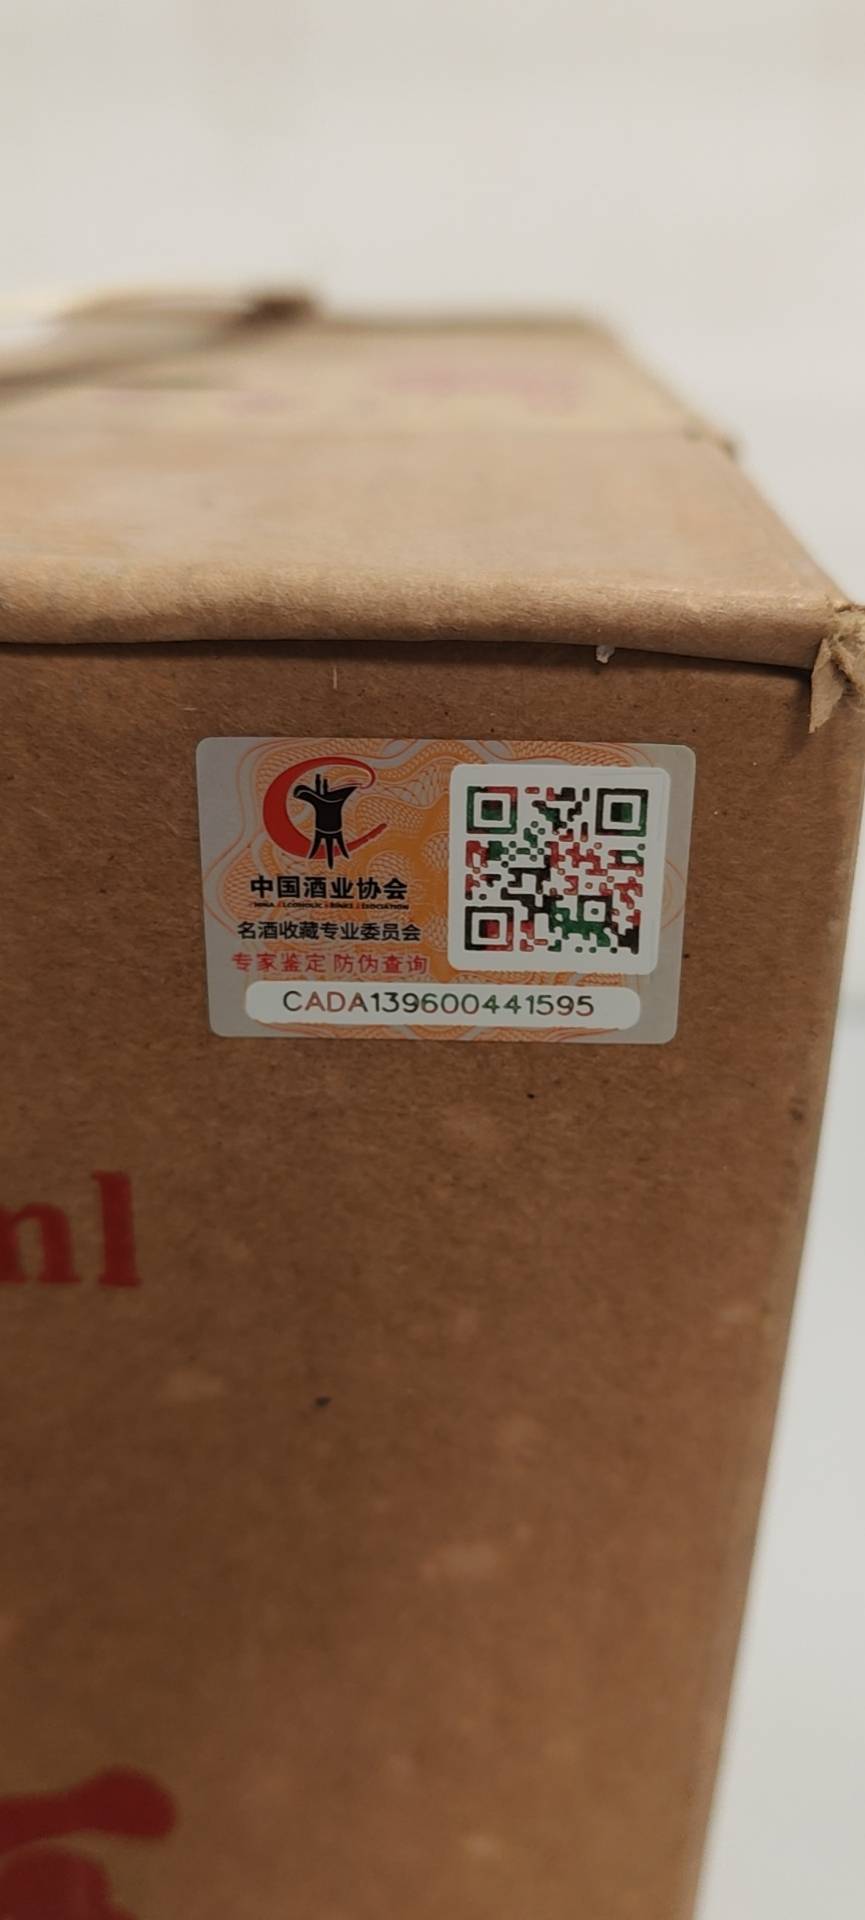 中国酒业协会
名酒收藏专业委员会
专家鉴定 防伪查询
CADA139600441595
ml